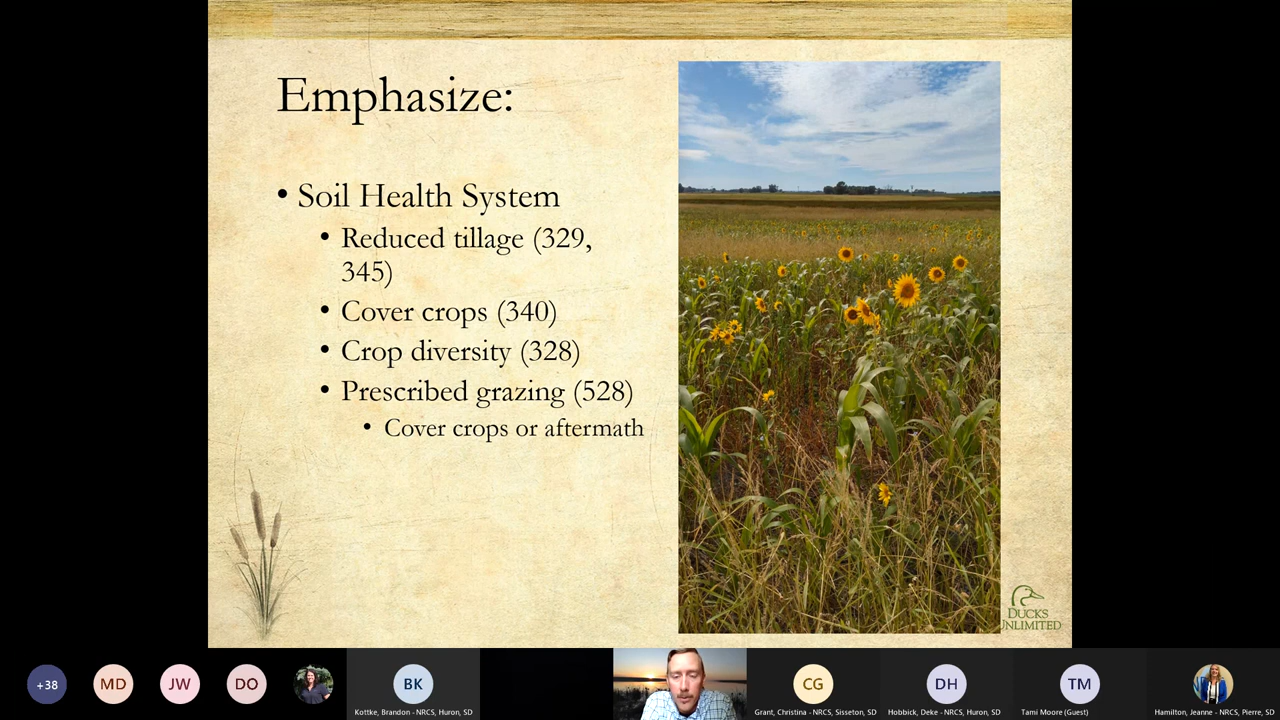 Emphasize:
• Soil Health System
• Reduced tillage (329,
345)
• Cover crops (340)
• Crop diversity (328)
• Prescribed grazing (528)
• Cover crops or aftermath
DUCKS
UNLIMITED
+38
MD
JW
DO
BK
Kottke, Brandon - NRCS, Huron, SD
CG
Grant, Christina - NRCS, Sisseton, SD
DH
Hobbick, Deke - NRCS, Huron, SD
TM
Tami Moore (Guest)
Hamilton, Jeanne - NRCS, Pierre, SD